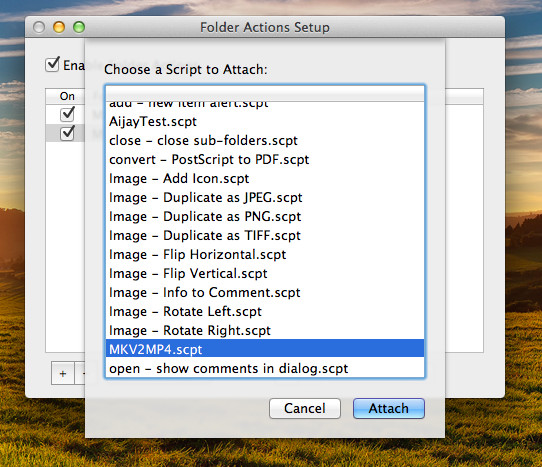 Folder Actions Setup
Choose a Script to Attach:
On
add - new item alert.scpt
AijayTest.scpt
close - close sub-folders.scpt
convert - PostScript to PDF.scpt
Image - Add Icon.scpt
Image - Duplicate as JPEG.scpt
Image - Duplicate as PNG.scpt
Image - Duplicate as TIFF.scpt
Image - Flip Horizontal.scpt
Image - Flip Vertical.scpt
Image - Info to Comment.scpt
Image - Rotate Left.scpt
Image - Rotate Right.scpt
MKV2MP4.scpt
open - show comments in dialog.scpt
+
Cancel
Attach